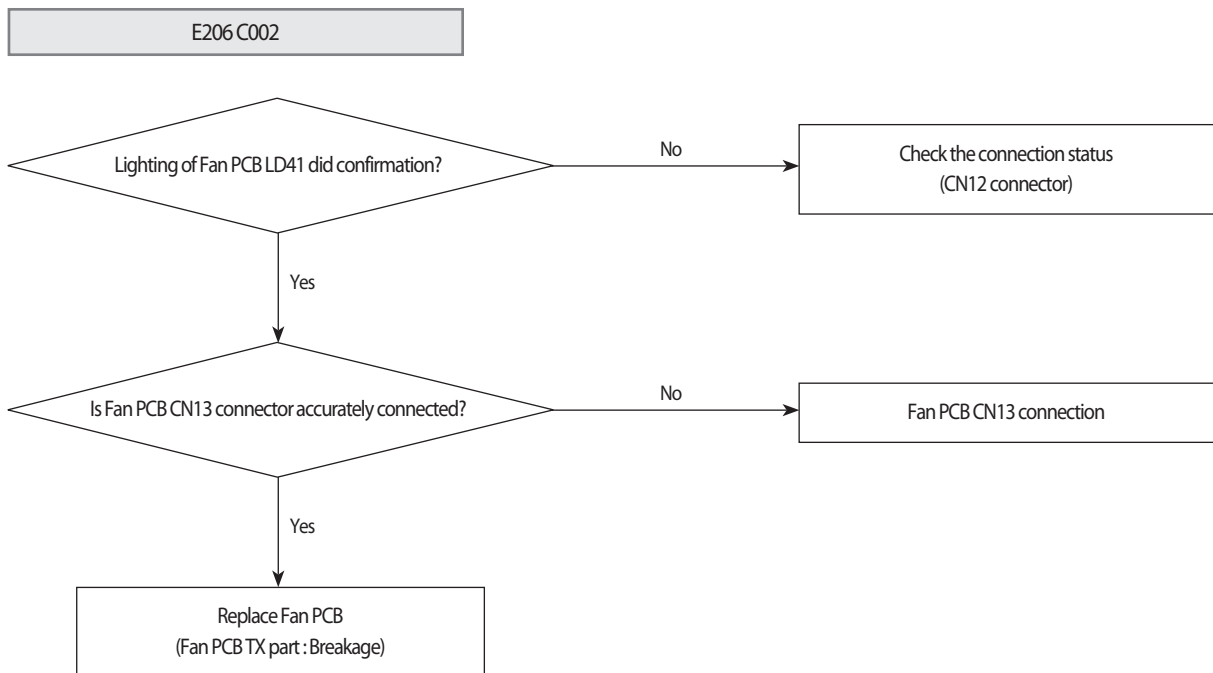 E206 C002
Lighting of Fan PCB LD41 did confirmation?
No
Check the connection status
(CN12 connector)
Yes
Is Fan PCB CN13 connector accurately connected?
No
Fan PCB CN13 connection
Yes
Replace Fan PCB
(Fan PCB TX part : Breakage)